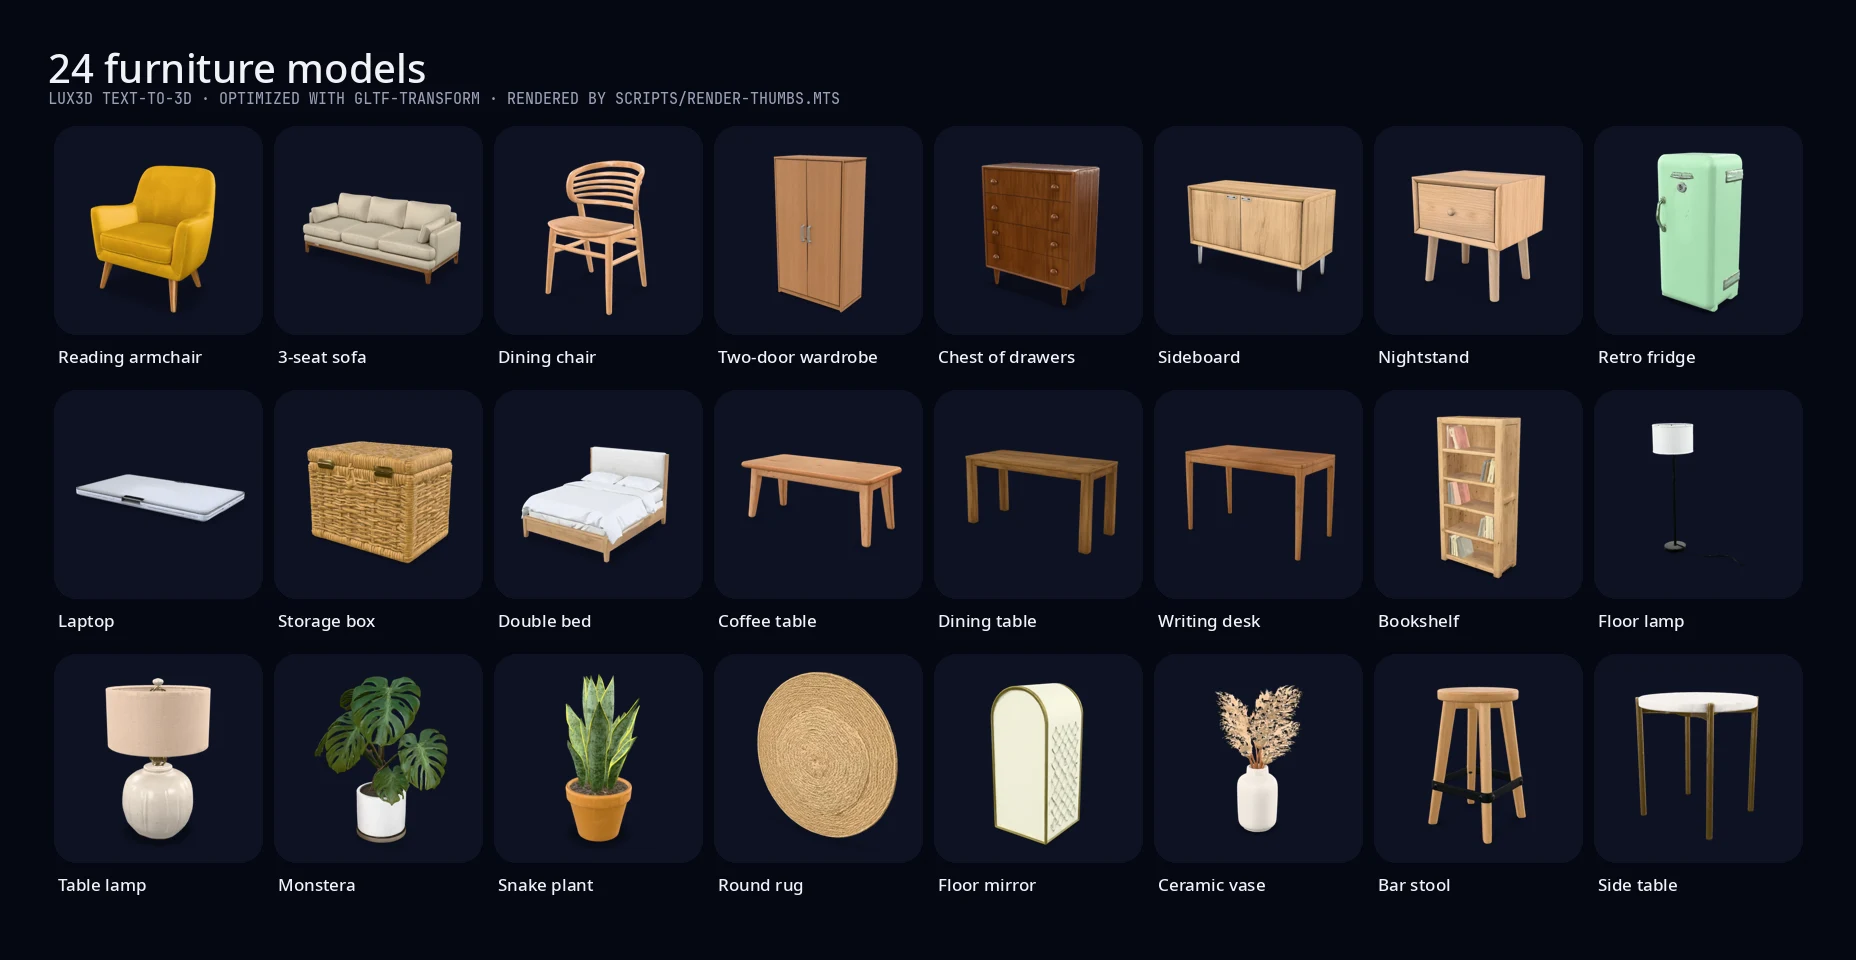 24 furniture models
LUX3D TEXT-TO-3D · OPTIMIZED WITH GLTF-TRANSFORM · RENDERED BY SCRIPTS/RENDER-THUMBS.MTS
Reading armchair
3-seat sofa
Dining chair
Two-door wardrobe
Chest of drawers
Sideboard
Nightstand
Retro fridge
Laptop
Storage box
Double bed
Coffee table
Dining table
Writing desk
Bookshelf
Floor lamp
Table lamp
Monstera
Snake plant
Round rug
Floor mirror
Ceramic vase
Bar stool
Side table